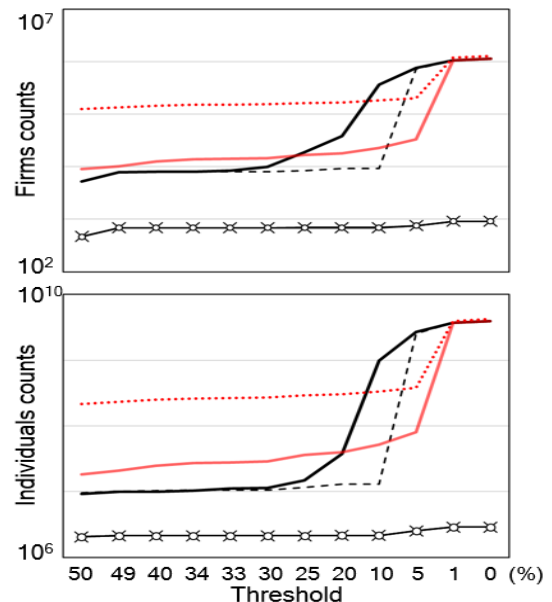 10⁷
Firms counts
10²
10¹⁰
Individuals counts
10⁶
50 49 40 34 33 30 25 20 10 5 1 0 (%)
Threshold